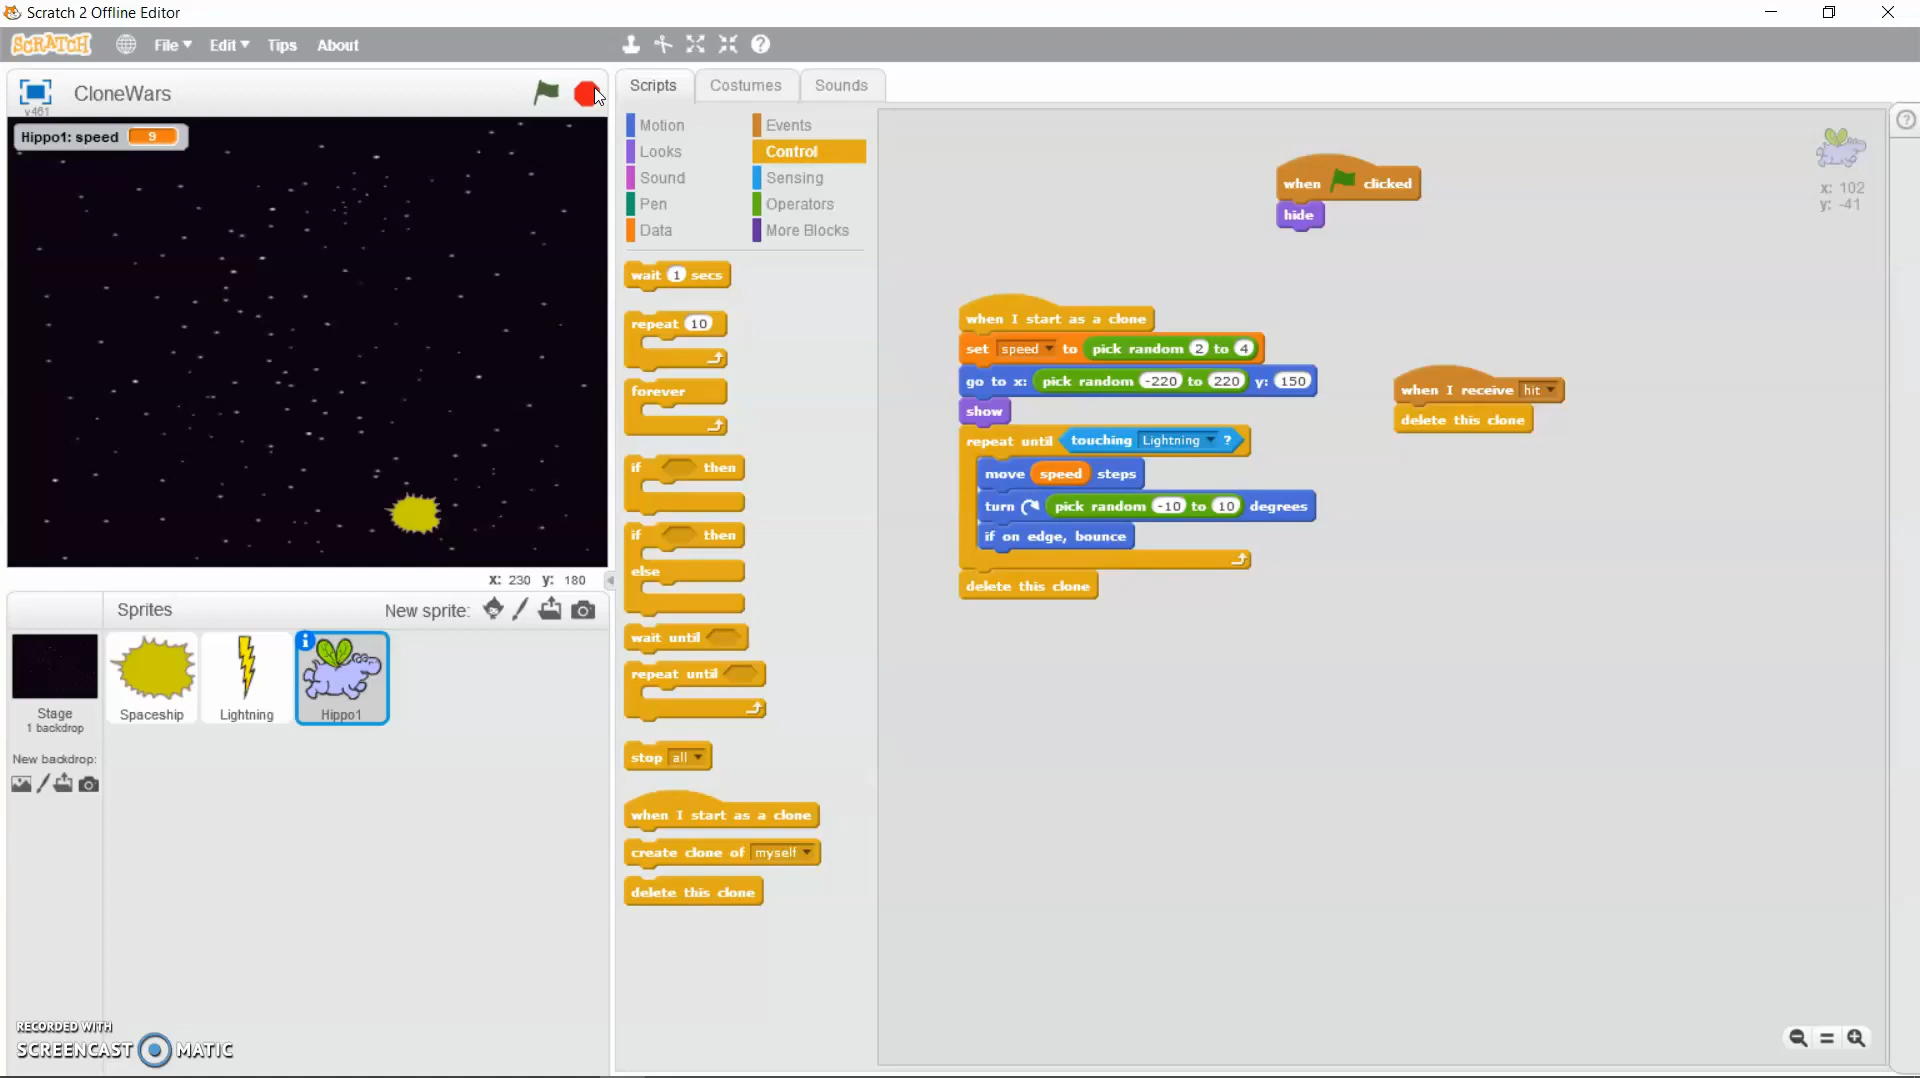 Scratch 2 Offline Editor
SCRATCH File Edit Tips About
CloneWars
v461
Hippo1: speed 9
x: 230 y: 180
Sprites New sprite:
Stage
1 backdrop
New backdrop:
Spaceship
Lightning
Hippo1
RECORDED WITH
SCREENCAST MATIC
Scripts Costumes Sounds
Motion Events
Looks Control
Sound Sensing
Pen Operators
Data More Blocks
wait 1 secs
repeat 10
forever
if then
if then
else
wait until
repeat until
stop all
when I start as a clone
create clone of myself
delete this clone
when clicked
hide
when I start as a clone
set speed to pick random 2 to 4
go to x: pick random -220 to 220 y: 150
show
repeat until touching Lightning ?
move speed steps
turn pick random -10 to 10 degrees
if on edge, bounce
delete this clone
when I receive hit
delete this clone
x: 102
y: -41